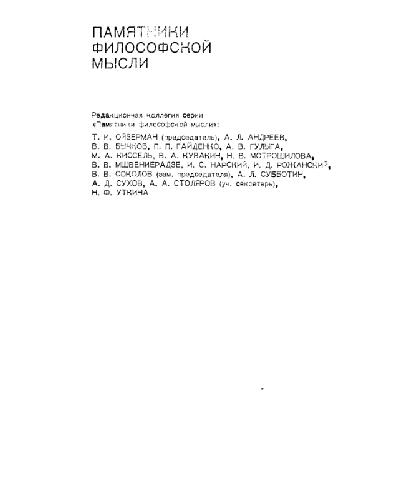 ПАМЯТНИКИ
ФИЛОСОФСКОЙ
МЫСЛИ
Редакционная коллегия серии
«Памятники философской мысли»:
Т. И. ОЙЗЕРМАН (председатель), А. Л. АНДРЕЕВ,
В. В. БЫЧКОВ, П. П. ГАЙДЕНКО, А. В. ГУЛЫГА,
М. А. КИССЕЛЬ, В. А. КУВАКИН, Н. В. МОТРОШИЛОВА,
В. В. МШВЕНИЕРАДЗЕ, И. С. НАРСКИЙ, И. Д. РОЖАНСКИЙ,
В. В. СОКОЛОВ (зам. председателя), А. Л. СУББОТИН,
А. Д. СУХОВ, А. А. СТОЛЯРОВ (уч. секретарь),
Н. Ф. УТКИНА